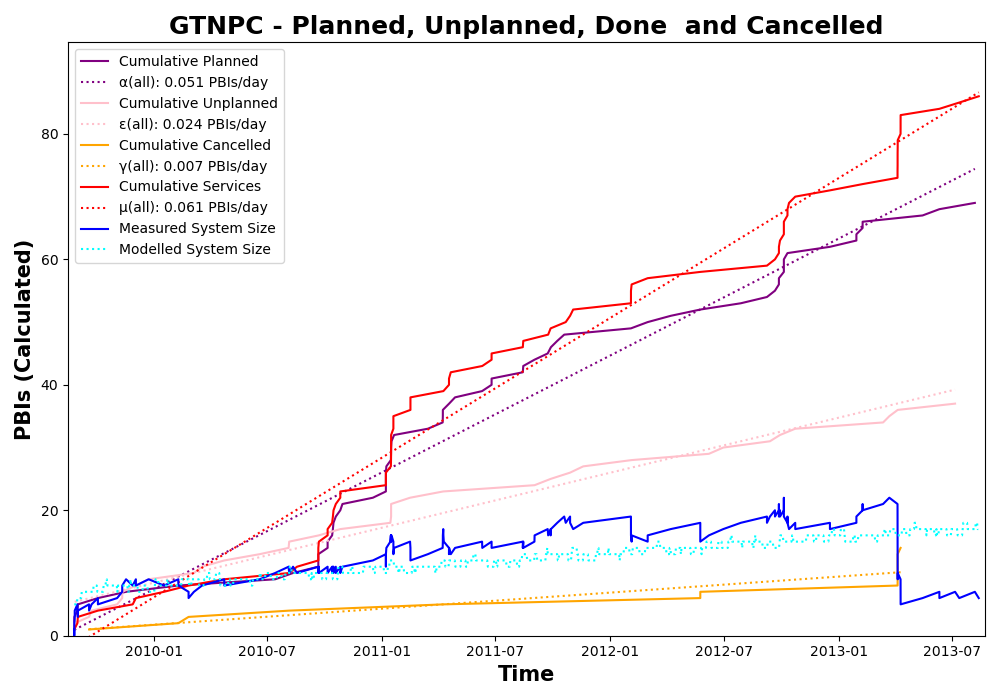 GTNPC - Planned, Unplanned, Done  and Cancelled
Cumulative Planned
α(all): 0.051 PBIs/day
Cumulative Unplanned
ε(all): 0.024 PBIs/day
Cumulative Cancelled
γ(all): 0.007 PBIs/day
Cumulative Services
μ(all): 0.061 PBIs/day
Measured System Size
Modelled System Size
PBIs (Calculated)
80
60
40
20
0
2010-01 2010-07 2011-01 2011-07 2012-01 2012-07 2013-01 2013-07
Time